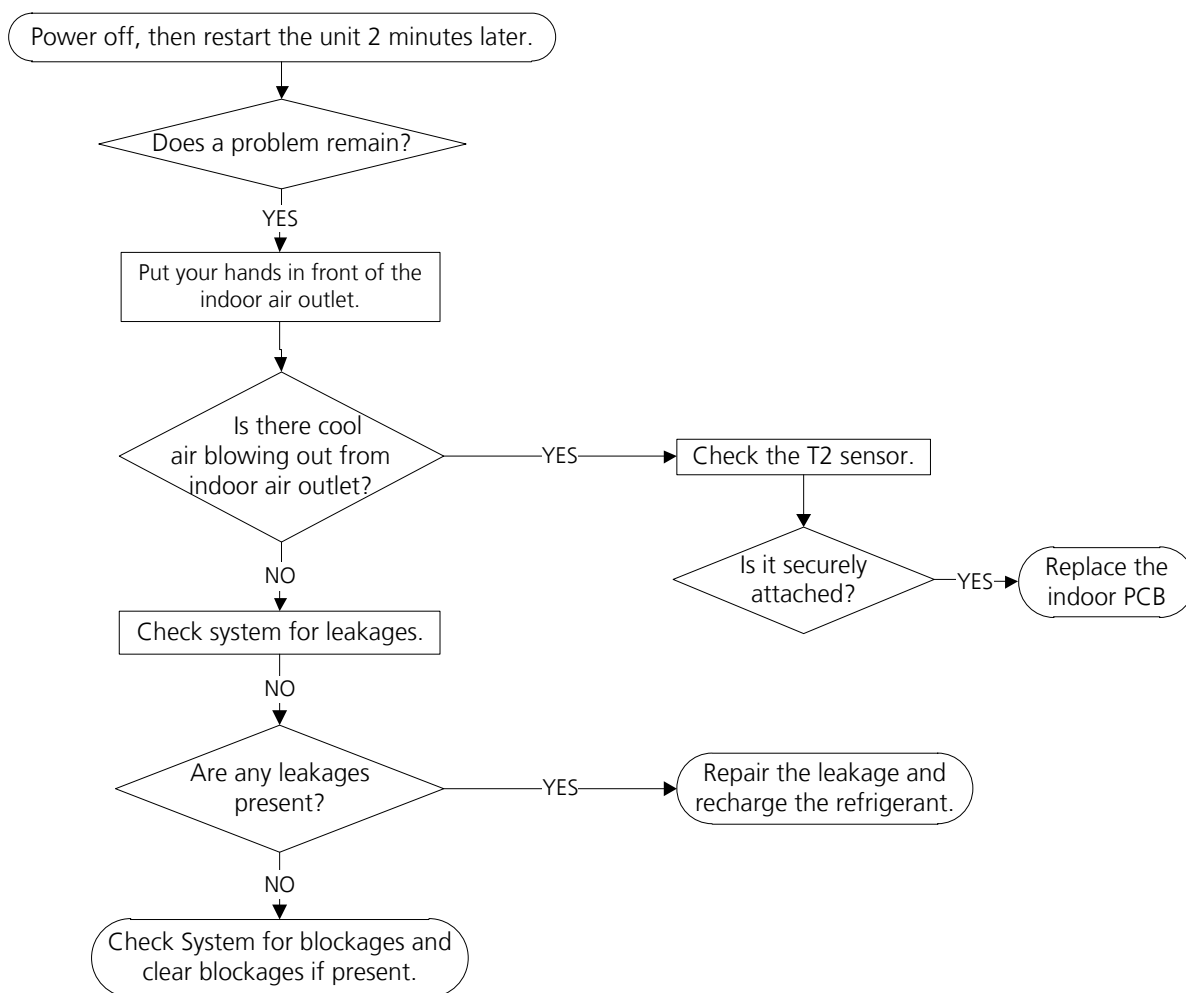 Power off, then restart the unit 2 minutes later.
Does a problem remain?
YES
Put your hands in front of the
indoor air outlet.
Is there cool
air blowing out from
indoor air outlet?
YES
Check the T2 sensor.
Is it securely
attached?
YES
Replace the
indoor PCB
NO
Check system for leakages.
NO
Are any leakages
present?
YES
Repair the leakage and
recharge the refrigerant.
NO
Check System for blockages and
clear blockages if present.